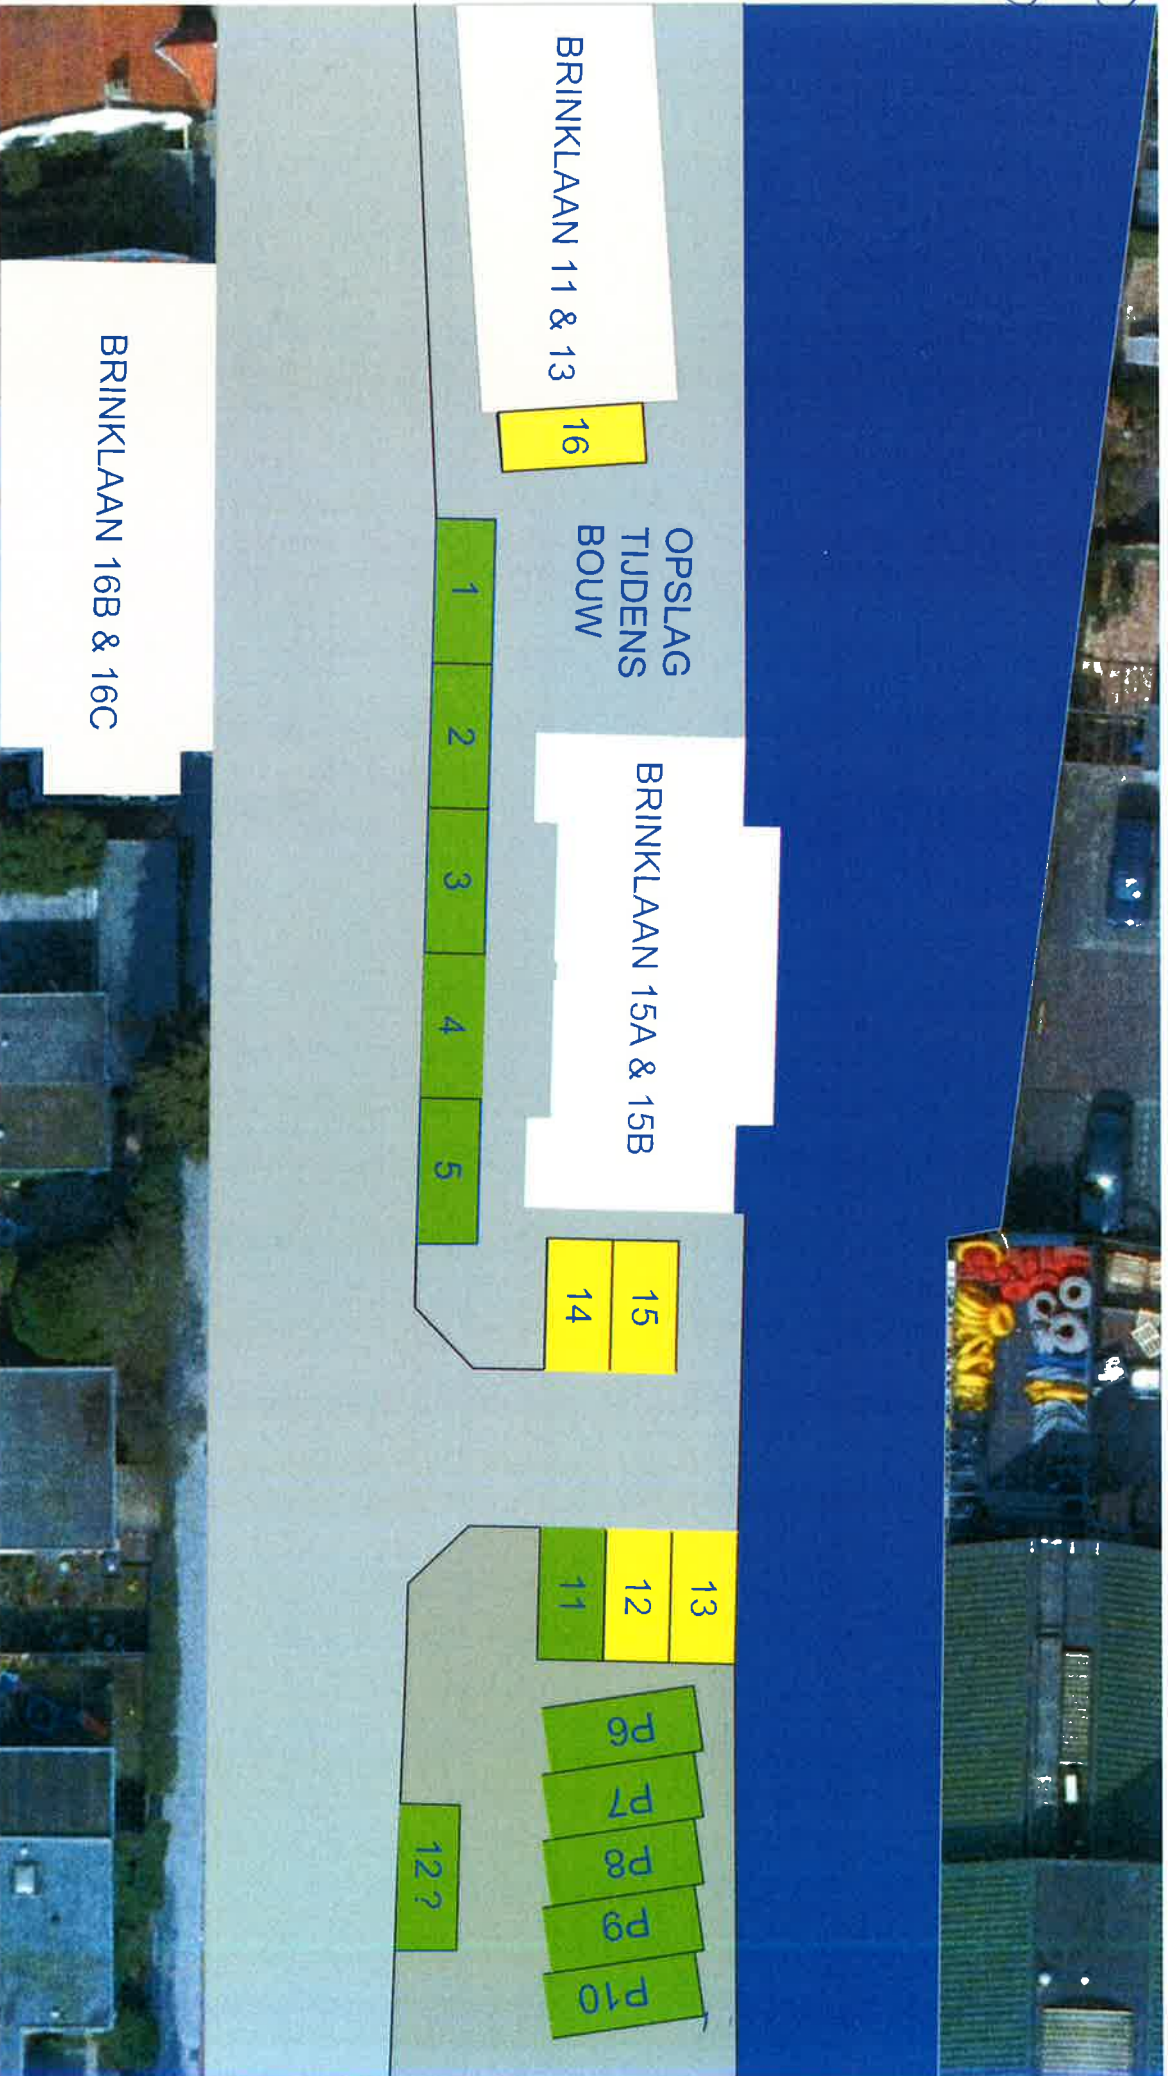 BRINKLAAN 11 & 13
16
OPSLAG
TIJDENS
BOUW
BRINKLAAN 15A & 15B
15
14
13
12
11
P6
P7
P8
P9
P10
1
2
3
4
5
12 ?
BRINKLAAN 16B & 16C